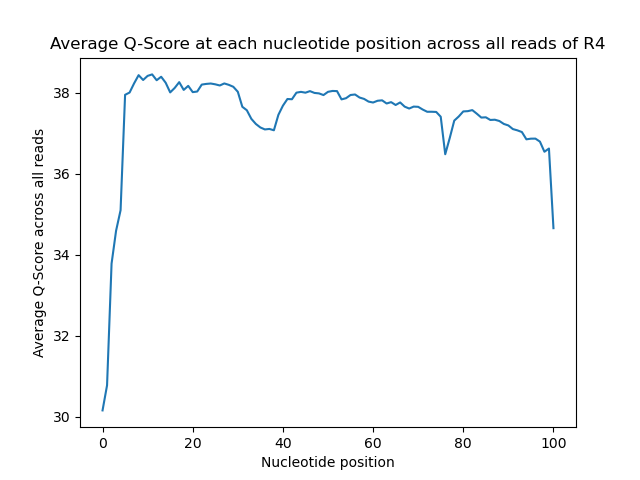 Average Q-Score at each nucleotide position across all reads of R4
38
36
34
32
30
0 20 40 60 80 100
Average Q-Score across all reads
Nucleotide position